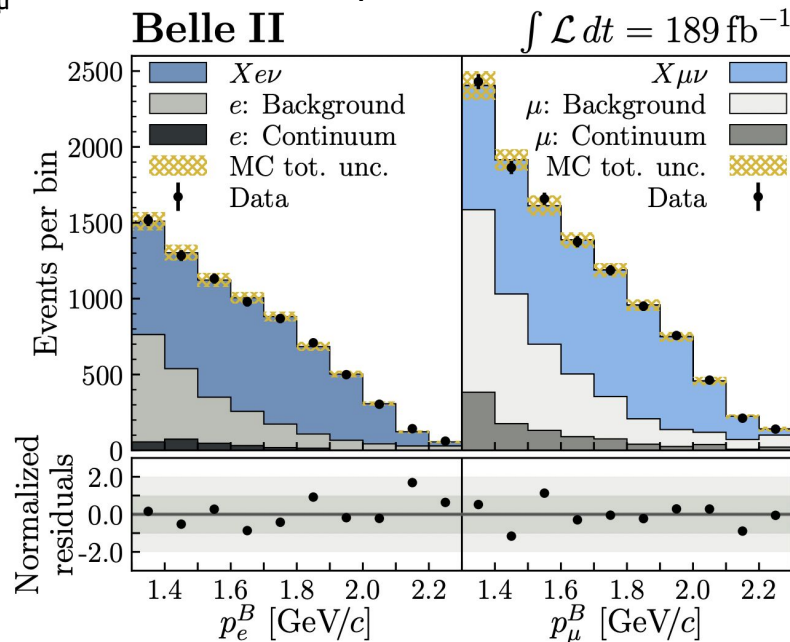 μ
Belle II
∫ ℒ dt = 189 fb⁻¹
Events per bin
2500
2000
1500
1000
500
0
Xeν
e: Background
e: Continuum
MC tot. unc.
Data
Xμν
μ: Background
μ: Continuum
MC tot. unc.
Data
Normalized
residuals
2.0
0.0
-2.0
1.4 1.6 1.8 2.0 2.2 1.4 1.6 1.8 2.0 2.2
p_e^B [GeV/c] p_μ^B [GeV/c]